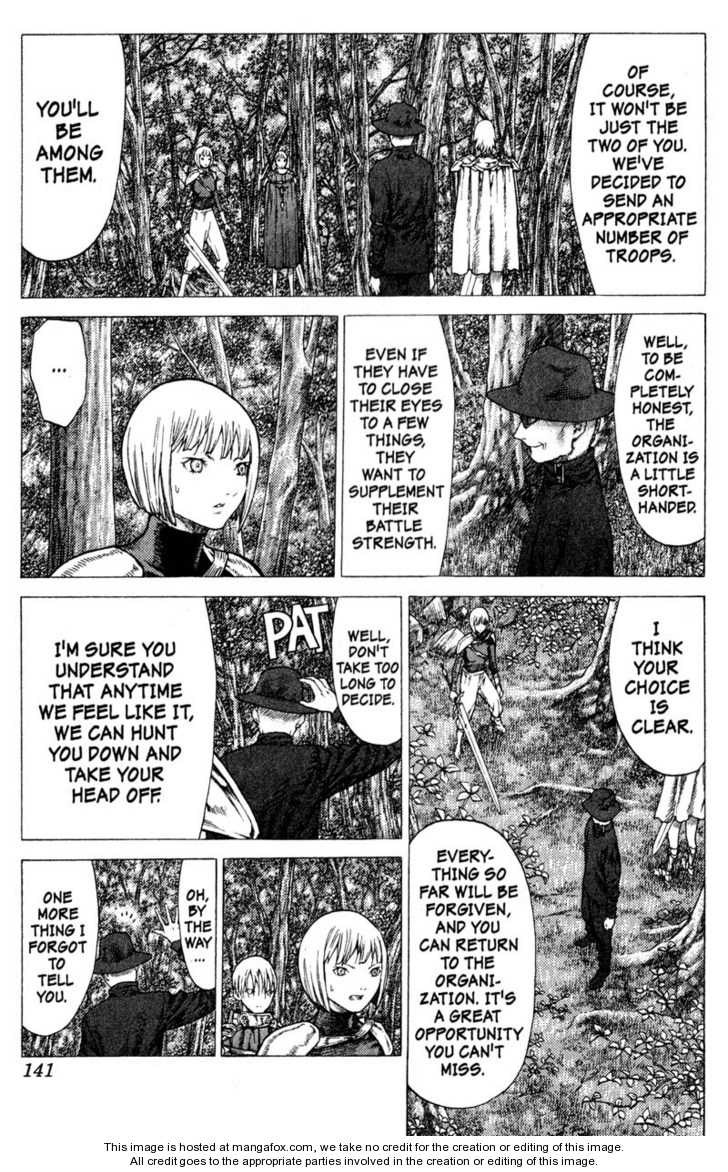 OF
COURSE,
IT WON'T BE
JUST THE
TWO OF YOU.
WE'VE
DECIDED TO
SEND AN
APPROPRIATE
NUMBER OF
TROOPS.
YOU'LL
BE
AMONG
THEM.
WELL,
TO BE
COM-
PLETELY
HONEST,
THE
ORGANI-
ZATION IS
A LITTLE
SHORT-
HANDED.
EVEN IF
THEY HAVE
TO CLOSE
THEIR EYES
TO A FEW
THINGS,
THEY
WANT TO
SUPPLEMENT
THEIR
BATTLE
STRENGTH.
...
I
THINK
YOUR
CHOICE
IS
CLEAR.
EVERY-
THING SO
FAR WILL BE
FORGIVEN,
AND YOU
CAN RETURN
TO THE
ORGANI-
ZATION. IT'S
A GREAT
OPPORTUNITY
YOU CAN'T
MISS.
WELL,
DON'T
TAKE TOO
LONG TO
DECIDE.
PAT
I'M SURE YOU
UNDERSTAND
THAT ANYTIME
WE FEEL LIKE IT,
WE CAN HUNT
YOU DOWN AND
TAKE YOUR
HEAD OFF.
OH,
BY
THE
WAY
...
ONE
MORE
THING I
FORGOT
TO
TELL
YOU.
141
This image is hosted at mangafox.com, we take no credit for the creation or editing of this image.
All credit goes to the appropriate parties involved in the creation or editing of this image.